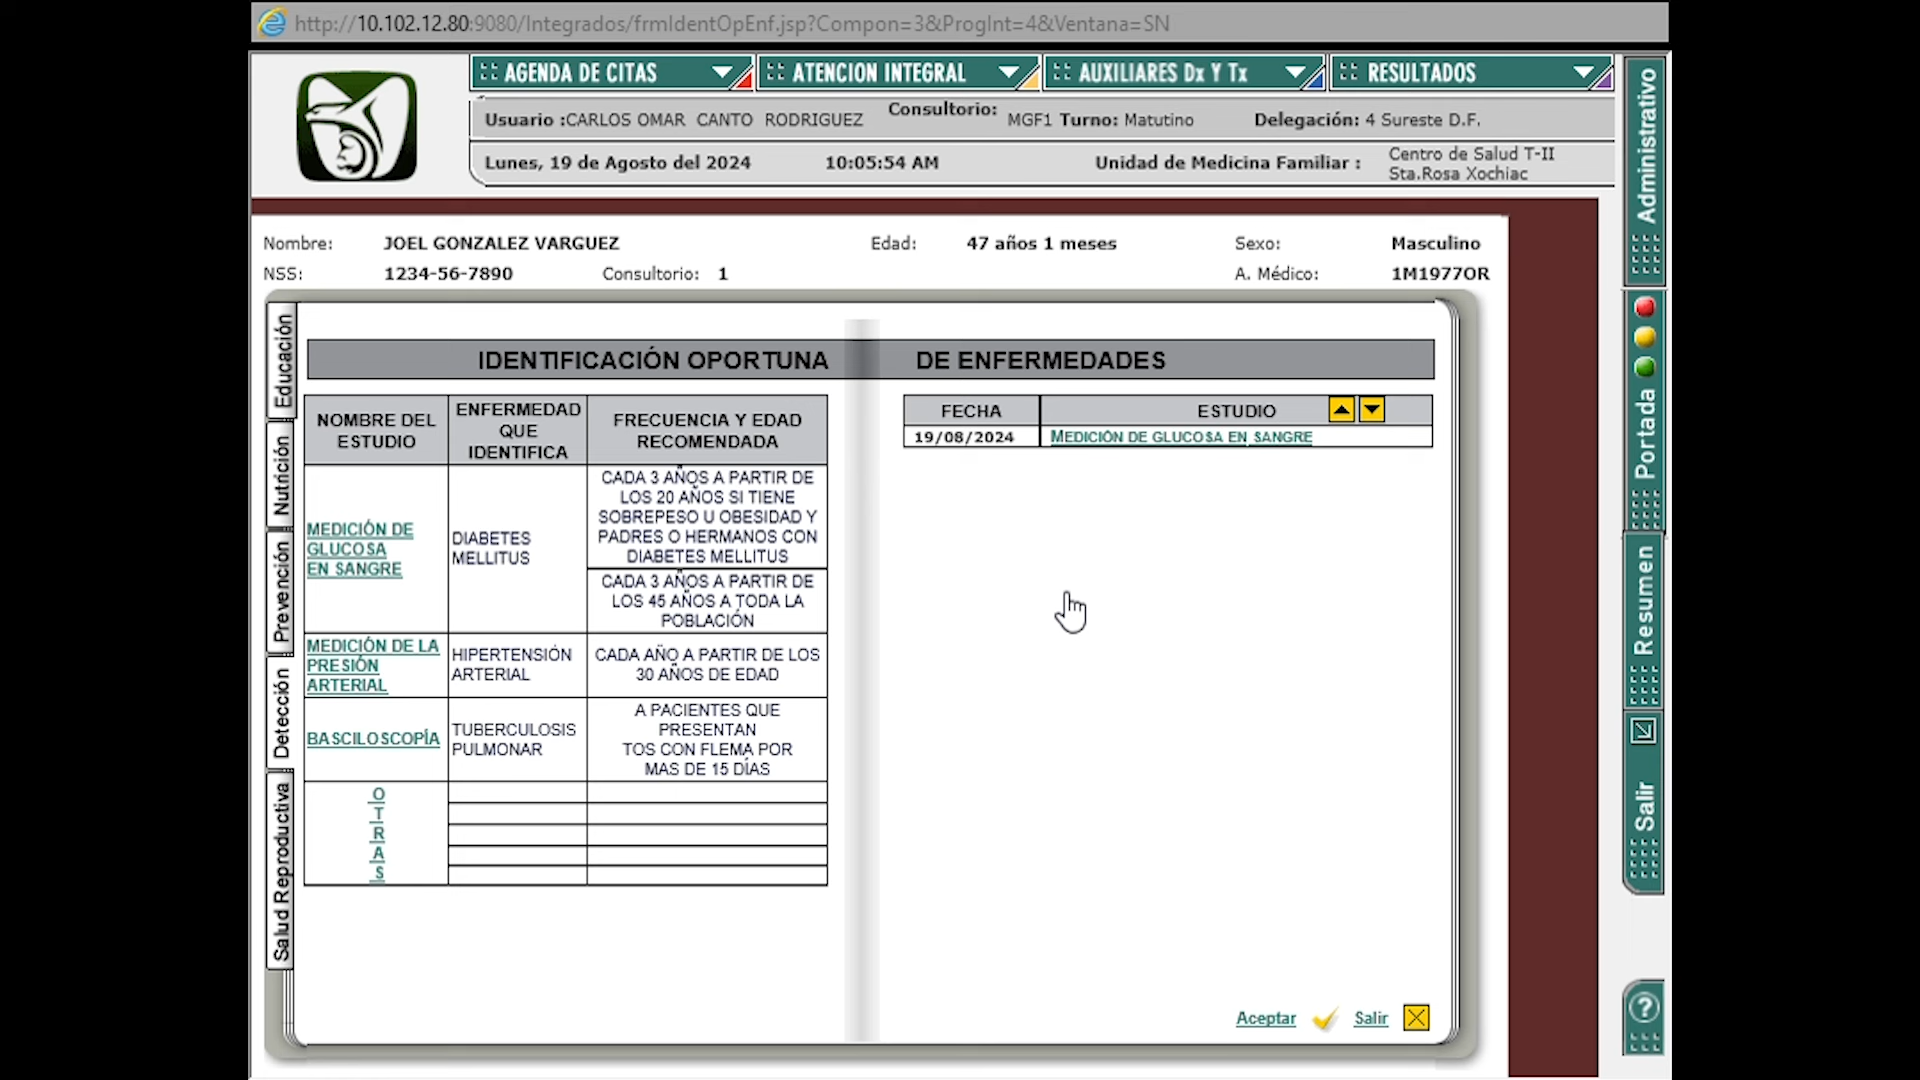 http://10.102.12.80:9080/Integrados/frmIdentOpEnf.jsp?Compon=3&ProgInt=4&Ventana=SN
AGENDA DE CITAS
ATENCION INTEGRAL
AUXILIARES Dx Y Tx
RESULTADOS
Usuario :CARLOS OMAR CANTO RODRIGUEZ
Consultorio: MGF1 Turno: Matutino
Delegación: 4 Sureste D.F.
Lunes, 19 de Agosto del 2024
10:05:54 AM
Unidad de Medicina Familiar :
Centro de Salud T-II
Sta.Rosa Xochiac
Nombre: JOEL GONZALEZ VARGUEZ
Edad: 47 años 1 meses
Sexo: Masculino
NSS: 1234-56-7890
Consultorio: 1
A. Médico: 1M1977OR
Educación
Nutrición
Prevención
Detección
Salud Reproductiva
IDENTIFICACIÓN OPORTUNA DE ENFERMEDADES
NOMBRE DEL
ESTUDIO
ENFERMEDAD
QUE
IDENTIFICA
FRECUENCIA Y EDAD
RECOMENDADA
MEDICIÓN DE
GLUCOSA
EN SANGRE
DIABETES
MELLITUS
CADA 3 AÑOS A PARTIR DE
LOS 20 AÑOS SI TIENE
SOBREPESO U OBESIDAD Y
PADRES O HERMANOS CON
DIABETES MELLITUS
CADA 3 AÑOS A PARTIR DE
LOS 45 AÑOS A TODA LA
POBLACIÓN
MEDICIÓN DE LA
PRESIÓN
ARTERIAL
HIPERTENSIÓN
ARTERIAL
CADA AÑO A PARTIR DE LOS
30 AÑOS DE EDAD
BASCILOSCOPÍA
TUBERCULOSIS
PULMONAR
A PACIENTES QUE
PRESENTAN
TOS CON FLEMA POR
MAS DE 15 DÍAS
O
T
R
A
S
FECHA
ESTUDIO
19/08/2024
MEDICIÓN DE GLUCOSA EN SANGRE
Aceptar
Salir
Administrativo
Portada
Resumen
Salir
?